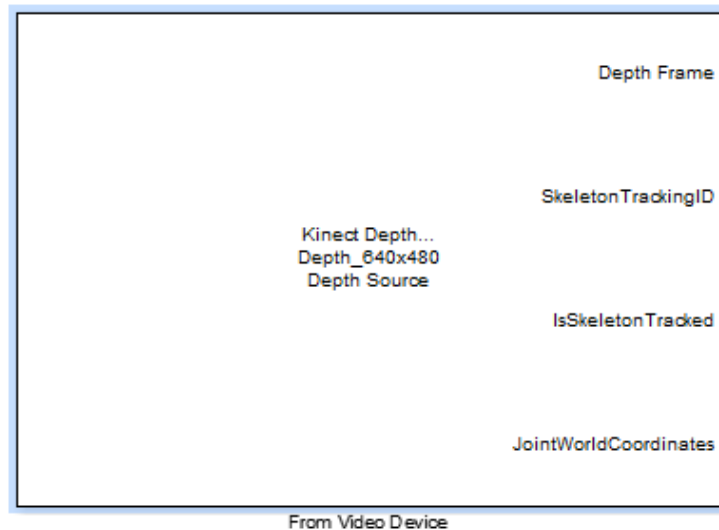 Depth Frame
SkeletonTrackingID
Kinect Depth...
Depth_640x480
Depth Source
IsSkeletonTracked
JointWorldCoordinates
From Video Device